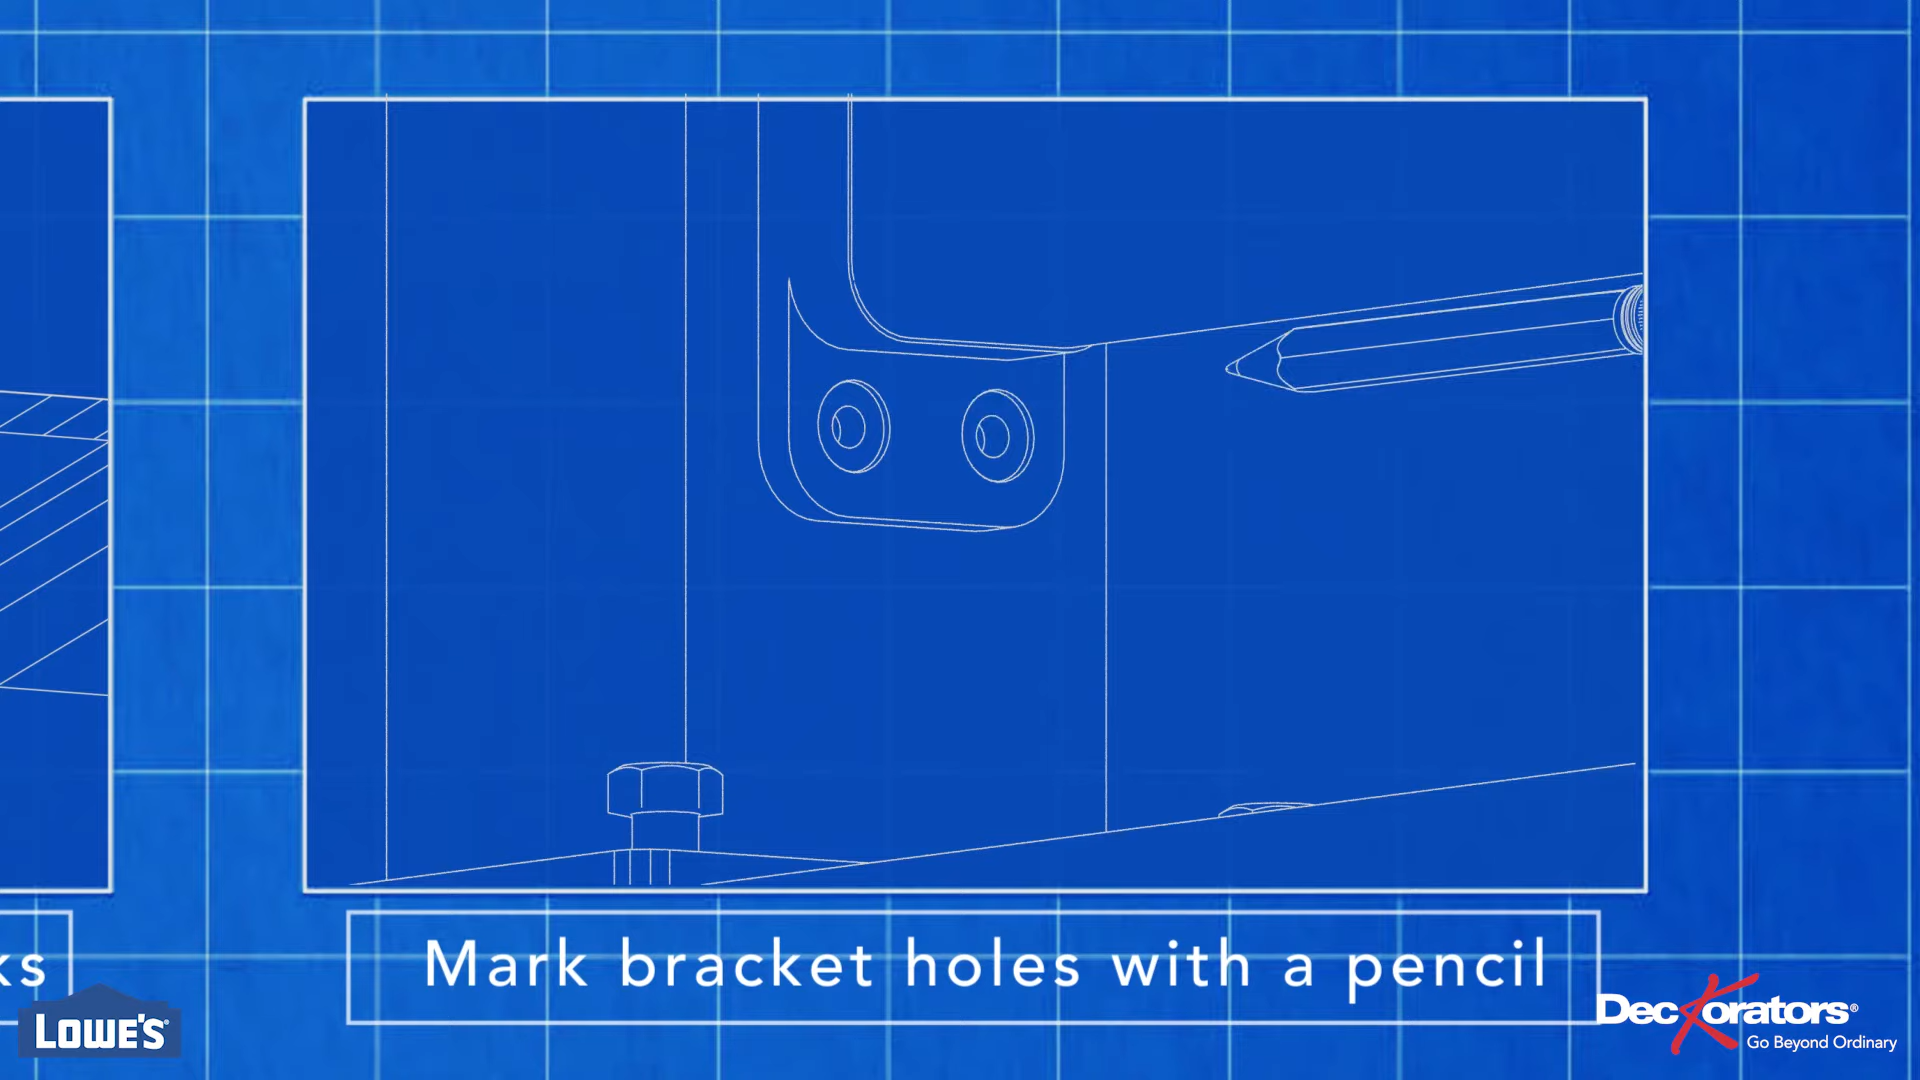 Mark bracket holes with a pencil
ks
LOWE'S
Deckorators®
Go Beyond Ordinary